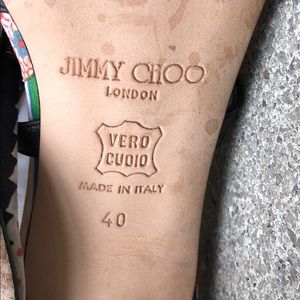 JIMMY CHOO
LONDON
VERO
CUOIO
MADE IN ITALY
40